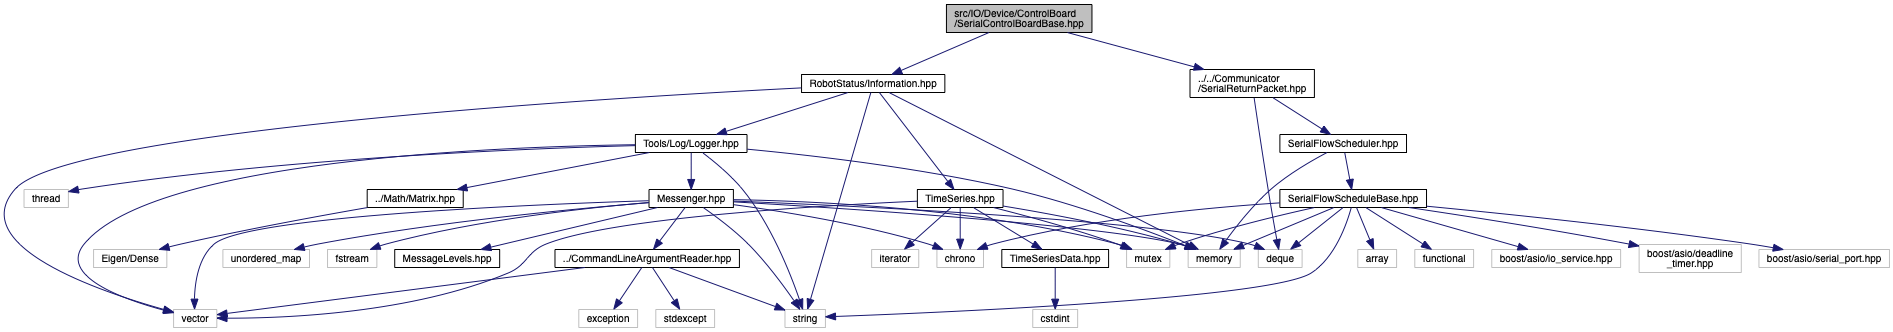 src/IO/Device/ControlBoard
/SerialControlBoardBase.hpp
RobotStatus/Information.hpp
../../Communicator
/SerialReturnPacket.hpp
Tools/Log/Logger.hpp
SerialFlowScheduler.hpp
thread
../Math/Matrix.hpp
Messenger.hpp
TimeSeries.hpp
SerialFlowScheduleBase.hpp
Eigen/Dense
unordered_map
fstream
MessageLevels.hpp
../CommandLineArgumentReader.hpp
iterator
chrono
TimeSeriesData.hpp
mutex
memory
deque
array
functional
boost/asio/io_service.hpp
boost/asio/deadline
_timer.hpp
boost/asio/serial_port.hpp
vector
exception
stdexcept
string
cstdint